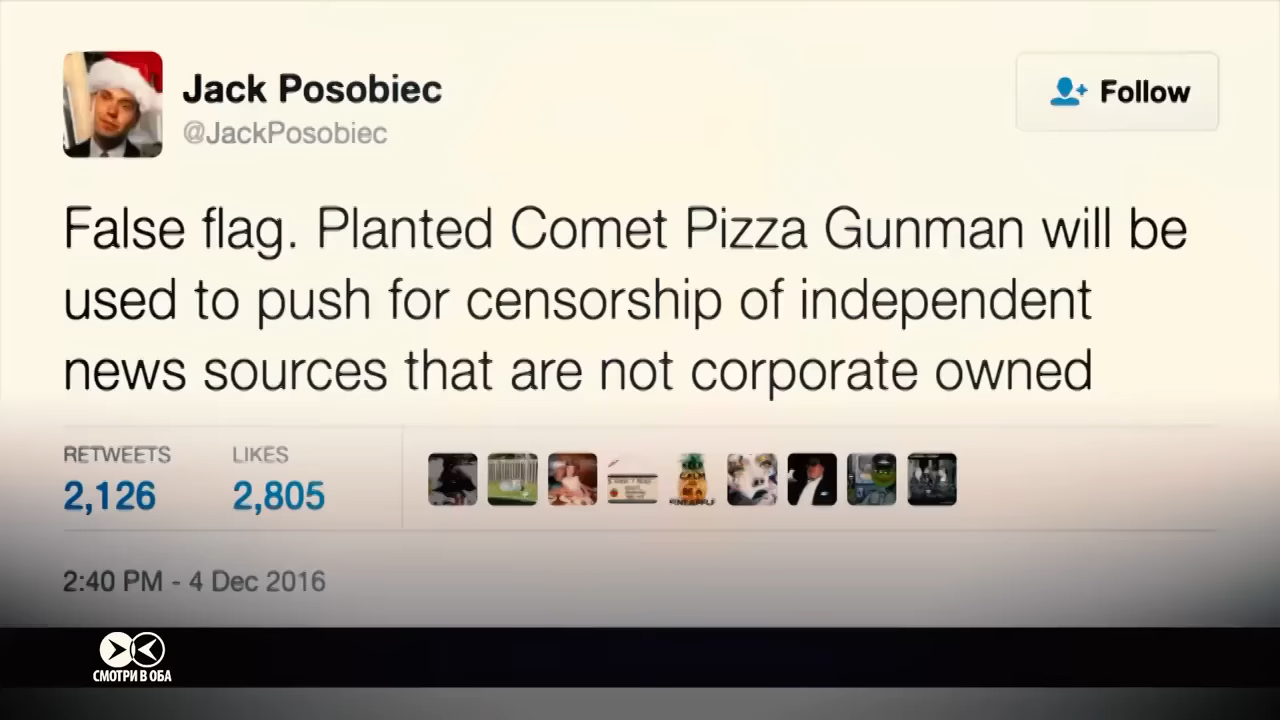 Jack Posobiec
@JackPosobiec
Follow
False flag. Planted Comet Pizza Gunman will be
used to push for censorship of independent
news sources that are not corporate owned
RETWEETS
LIKES
2,126
2,805
2:40 PM - 4 Dec 2016
СМОТРИ В ОБА